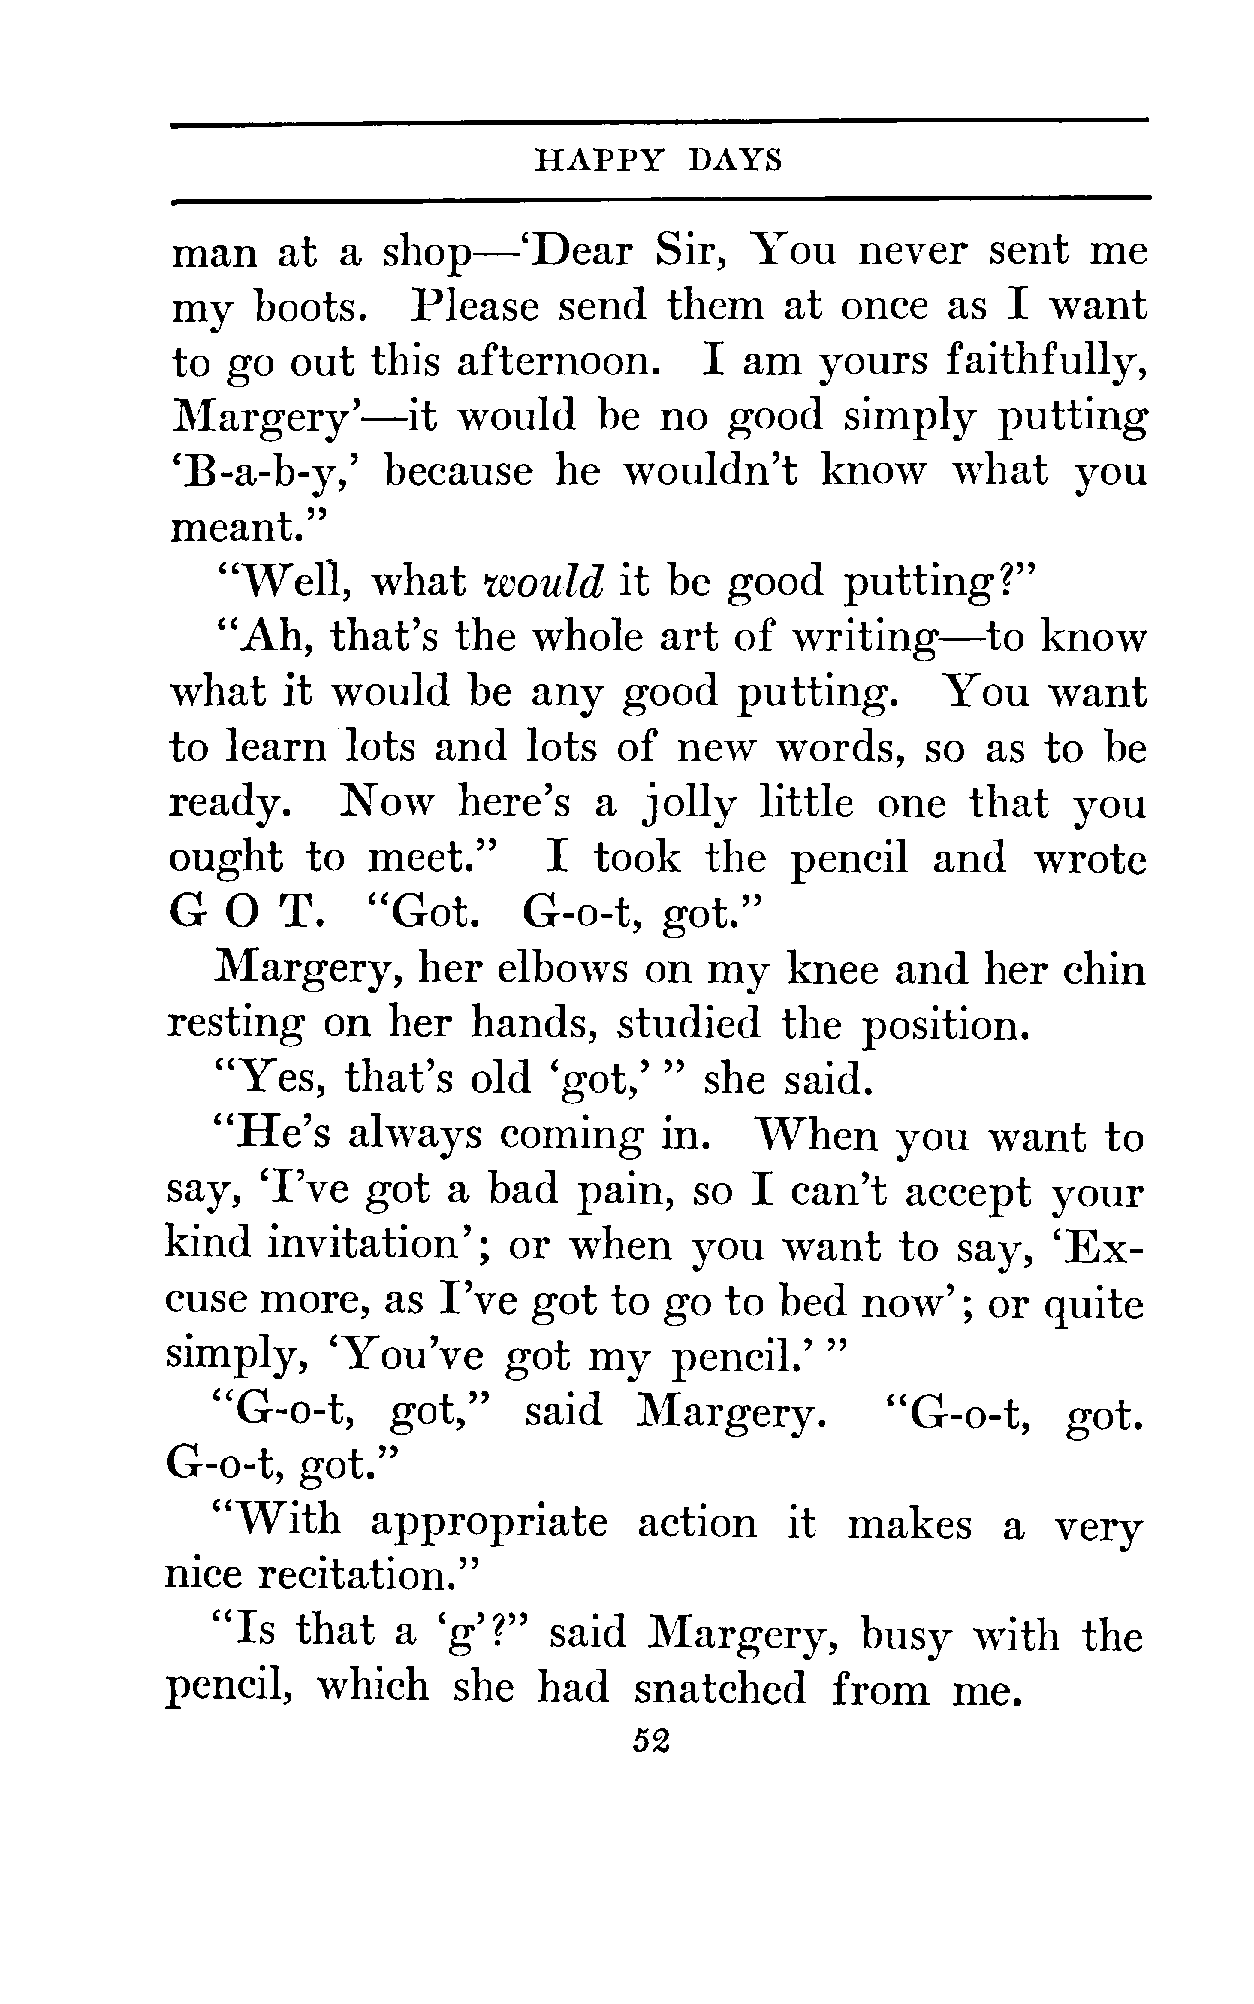 HAPPY DAYS
man at a shop—‘Dear Sir, You never sent me
my boots. Please send them at once as I want
to go out this afternoon. I am yours faithfully,
Margery’—it would be no good simply putting
‘B-a-b-y,’ because he wouldn’t know what you
meant.”
“Well, what would it be good putting?”
“Ah, that’s the whole art of writing—to know
what it would be any good putting. You want
to learn lots and lots of new words, so as to be
ready. Now here’s a jolly little one that you
ought to meet.” I took the pencil and wrote
G O T. “Got. G-o-t, got.”
Margery, her elbows on my knee and her chin
resting on her hands, studied the position.
“Yes, that’s old ‘got,’ ” she said.
“He’s always coming in. When you want to
say, ‘I’ve got a bad pain, so I can’t accept your
kind invitation’; or when you want to say, ‘Ex-
cuse more, as I’ve got to go to bed now’; or quite
simply, ‘You’ve got my pencil.’ ”
“G-o-t, got,” said Margery. “G-o-t, got.
G-o-t, got.”
“With appropriate action it makes a very
nice recitation.”
“Is that a ‘g’?” said Margery, busy with the
pencil, which she had snatched from me.
52